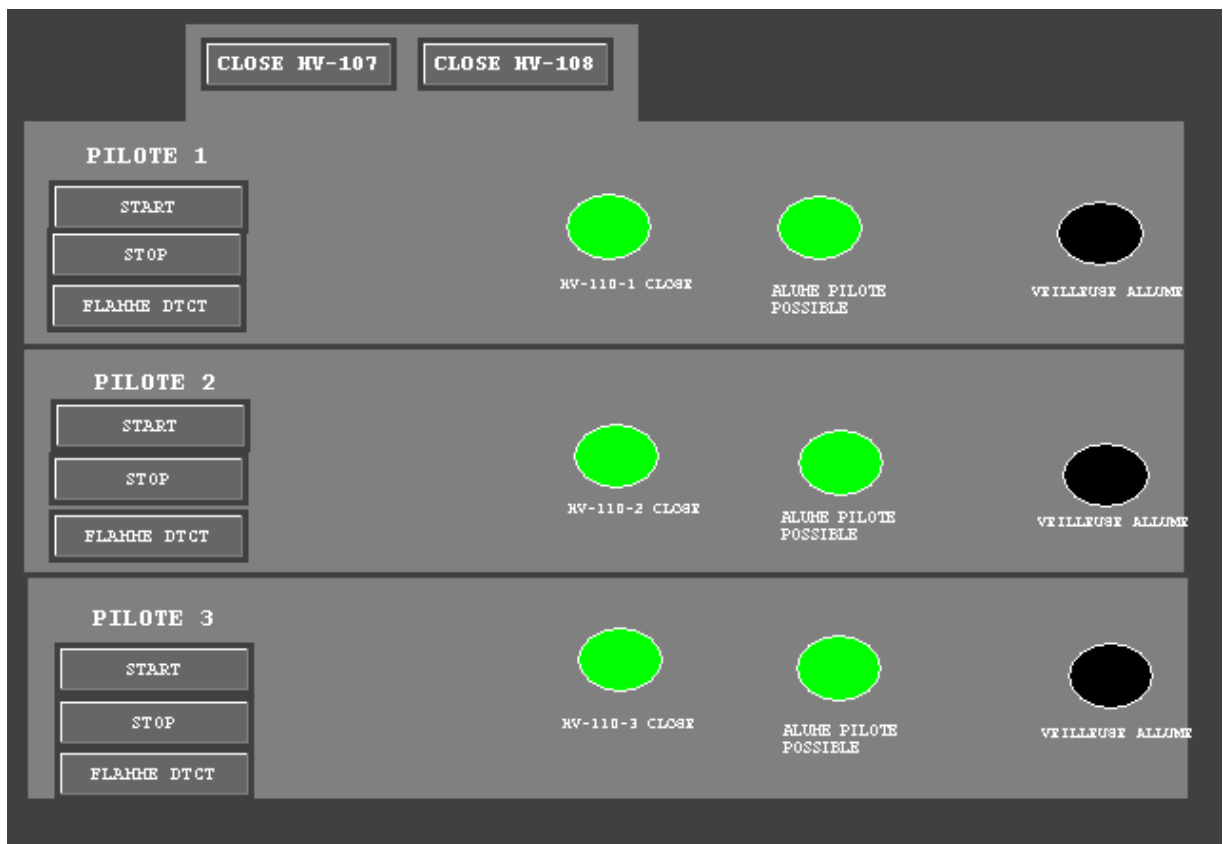 CLOSE HV-107 CLOSE HV-108
PILOTE 1
START
STOP
FLAMME DTCT
HV-110-1 CLOSE
ALUME PILOTE
POSSIBLE
VEILLEUSE ALLUME
PILOTE 2
START
STOP
FLAMME DTCT
HV-110-2 CLOSE
ALUME PILOTE
POSSIBLE
VEILLEUSE ALLUME
PILOTE 3
START
STOP
FLAMME DTCT
HV-110-3 CLOSE
ALUME PILOTE
POSSIBLE
VEILLEUSE ALLUME